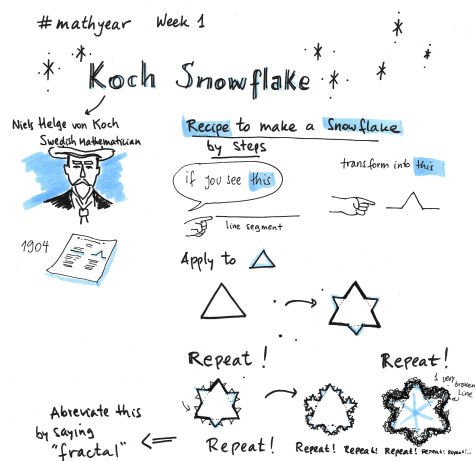 #mathyear Week 1
Koch Snowflake
Niels Helge von Koch
Swedish Mathematician
1904
Recipe to make a Snowflake
by Steps
if you see this
line segment
transform into this
Apply to
Repeat!
Repeat!
1 very
broken
line
Repeat!
Repeat! Repeat! Repeat! Repeat! Repeat...
Abreviate this
by saying
"fractal"